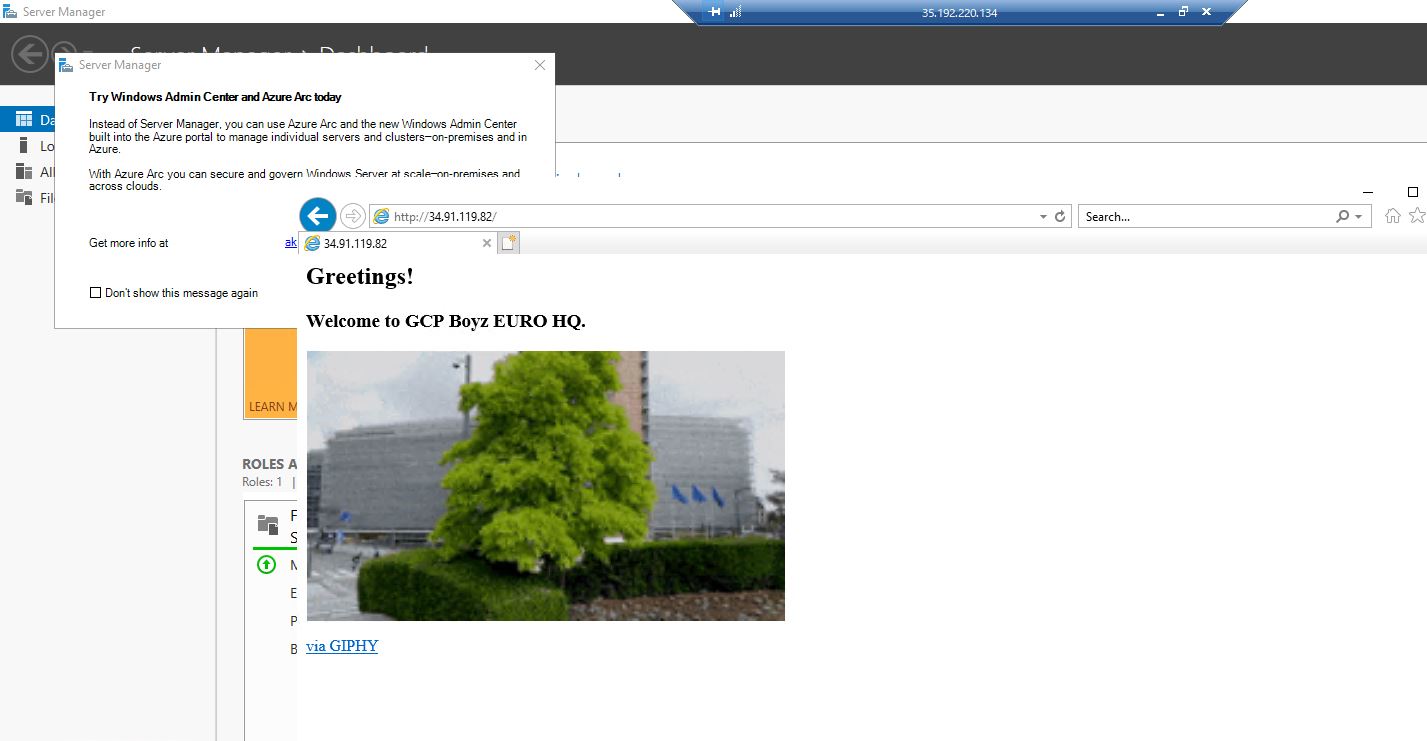 Server Manager
35.192.220.134
Server Manager
Try Windows Admin Center and Azure Arc today
Instead of Server Manager, you can use Azure Arc and the new Windows Admin Center
built into the Azure portal to manage individual servers and clusters–on-premises and in
Azure.
With Azure Arc you can secure and govern Windows Server at scale–on-premises and
across clouds.
Get more info at
ak
Don't show this message again
Da
Lo
All
File
http://34.91.119.82/
Search...
34.91.119.82
Greetings!
Welcome to GCP Boyz EURO HQ.
via GIPHY
LEARN M
ROLES A
Roles: 1 |
F
S
M
E
P
B